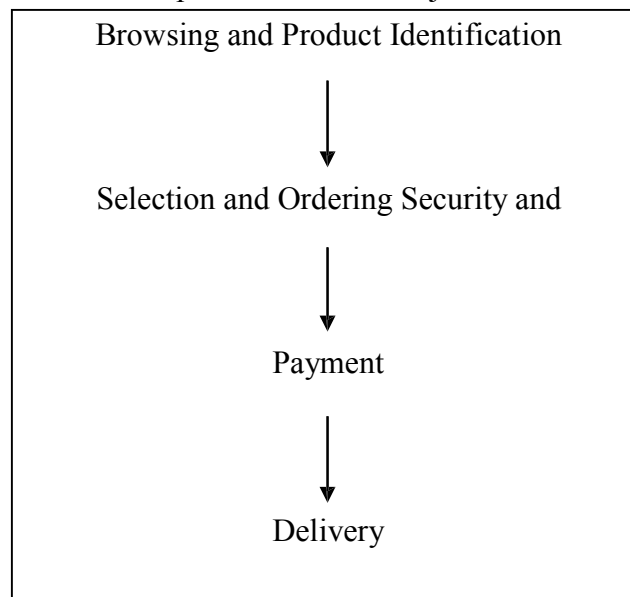 Browsing and Product Identification
Selection and Ordering Security and
Payment
Delivery